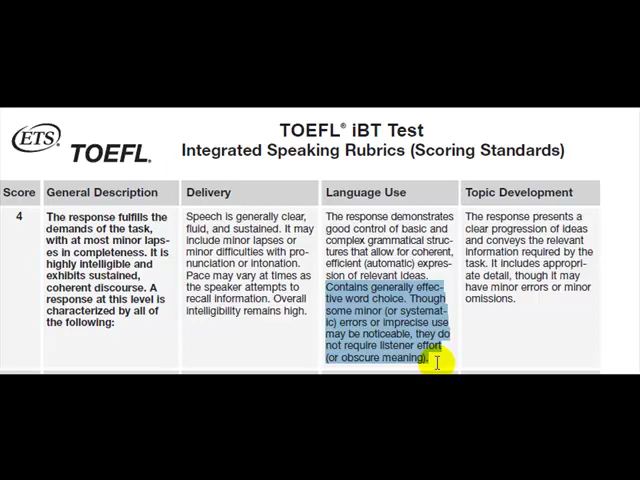 ETS TOEFL®
TOEFL® iBT Test
Integrated Speaking Rubrics (Scoring Standards)
Score General Description Delivery Language Use Topic Development
4
The response fulfills the
demands of the task,
with at most minor laps-
es in completeness. It is
highly intelligible and
exhibits sustained,
coherent discourse. A
response at this level is
characterized by all of
the following:
Speech is generally clear,
fluid, and sustained. It may
include minor lapses or
minor difficulties with pro-
nunciation or intonation.
Pace may vary at times as
the speaker attempts to
recall information. Overall
intelligibility remains high.
The response demonstrates
good control of basic and
complex grammatical struc-
tures that allow for coherent,
efficient (automatic) expres-
sion of relevant ideas.
Contains generally effec-
tive word choice. Though
some minor (or systemat-
ic) errors or imprecise use
may be noticeable, they do
not require listener effort
(or obscure meaning).
The response presents a
clear progression of ideas
and conveys the relevant
information required by the
task. It includes appropri-
ate detail, though it may
have minor errors or minor
omissions.